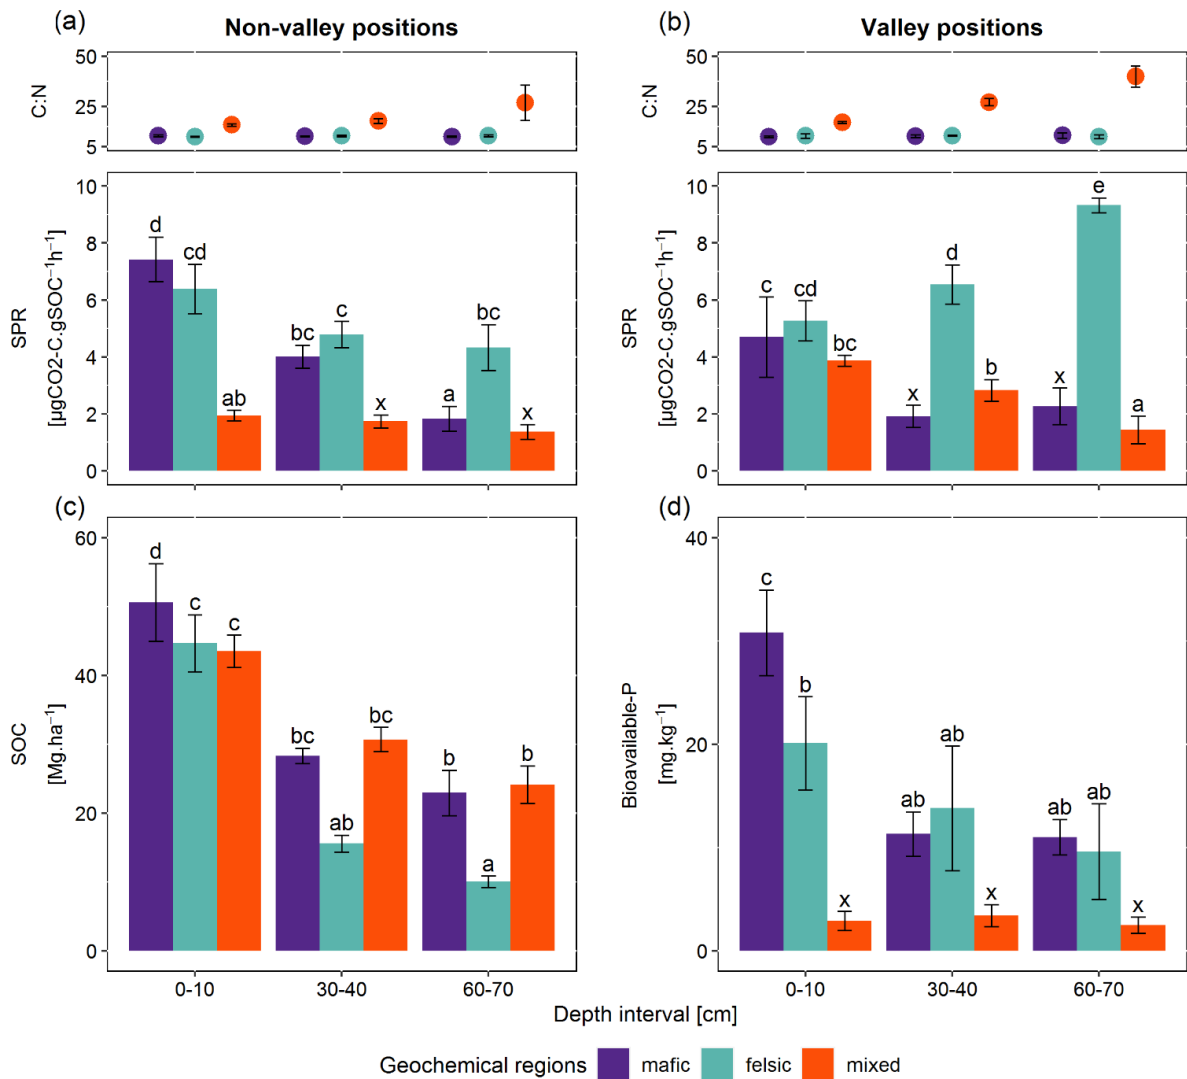 (a)
Non-valley positions
(b)
Valley positions
50
25
5
C:N
50
25
5
C:N
10
8
6
4
2
0
SPR
[µgCO2-C.gSOC⁻¹h⁻¹]
d
cd
ab
bc
c
x
a
bc
x
10
8
6
4
2
0
SPR
[µgCO2-C.gSOC⁻¹h⁻¹]
c
cd
bc
x
d
b
x
e
a
(c)
60
40
20
0
SOC
[Mg.ha⁻¹]
d
c
c
bc
ab
bc
b
a
b
0-10
30-40
60-70
(d)
40
20
0
Bioavailable-P
[mg.kg⁻¹]
c
b
x
ab
ab
x
ab
ab
x
0-10
30-40
60-70
Depth interval [cm]
Geochemical regions mafic felsic mixed